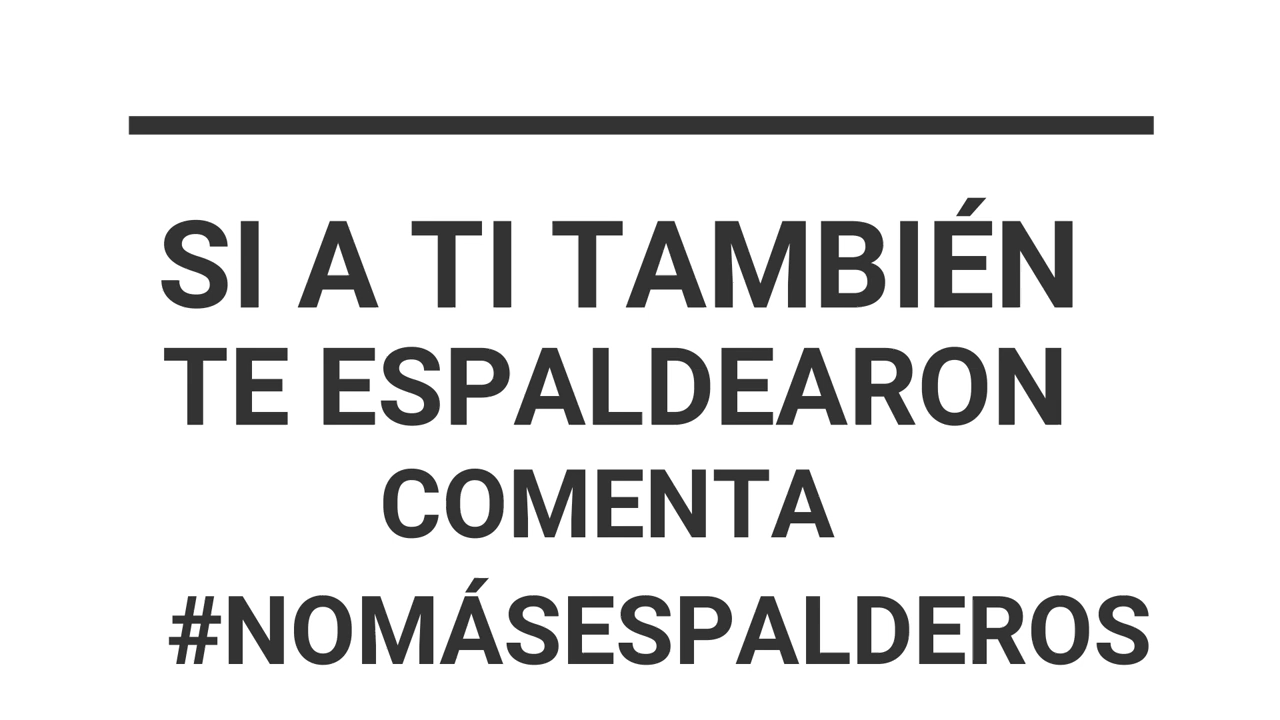 SI A TI TAMBIÉN
TE ESPALDEARON
COMENTA
#NOMÁSESPALDEROS